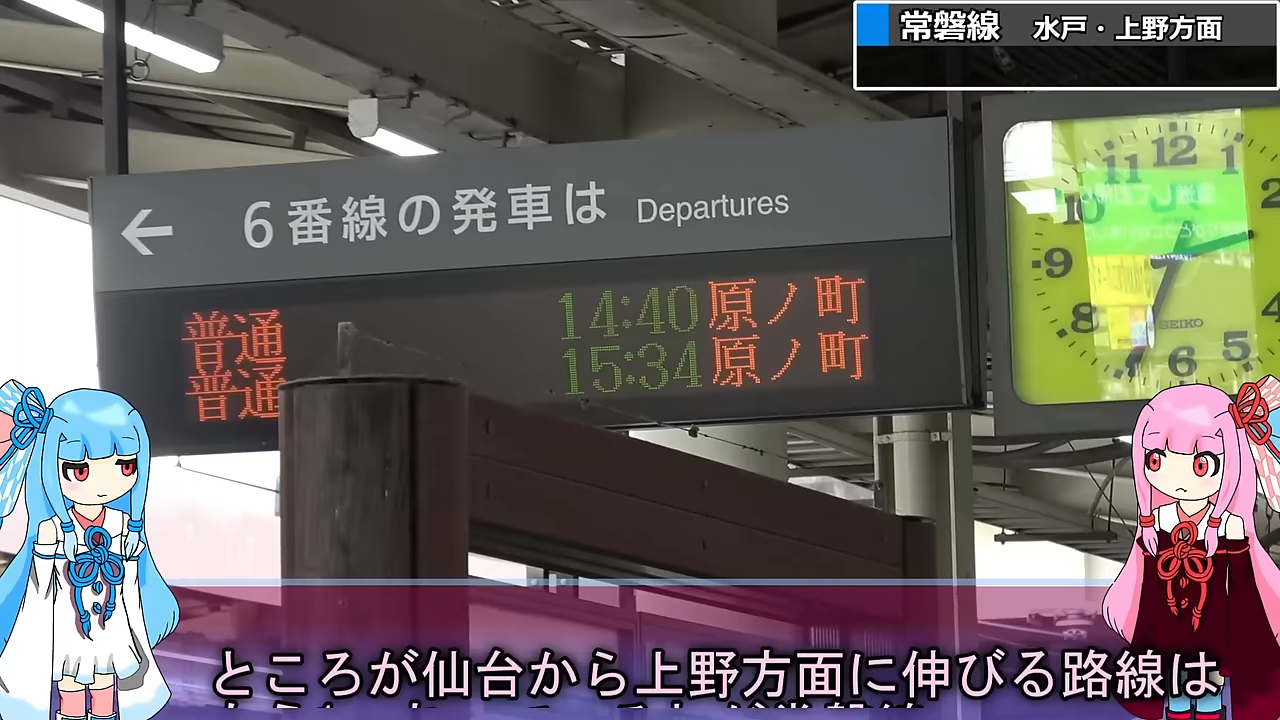 常磐線 水戸・上野方面
← 6番線の発車は Departures
普通 14:40 原ノ町
普通 15:34 原ノ町
12
11 1
10 2
9
8 4
7 5
6
SEIKO
ところが仙台から上野方面に伸びる路線は